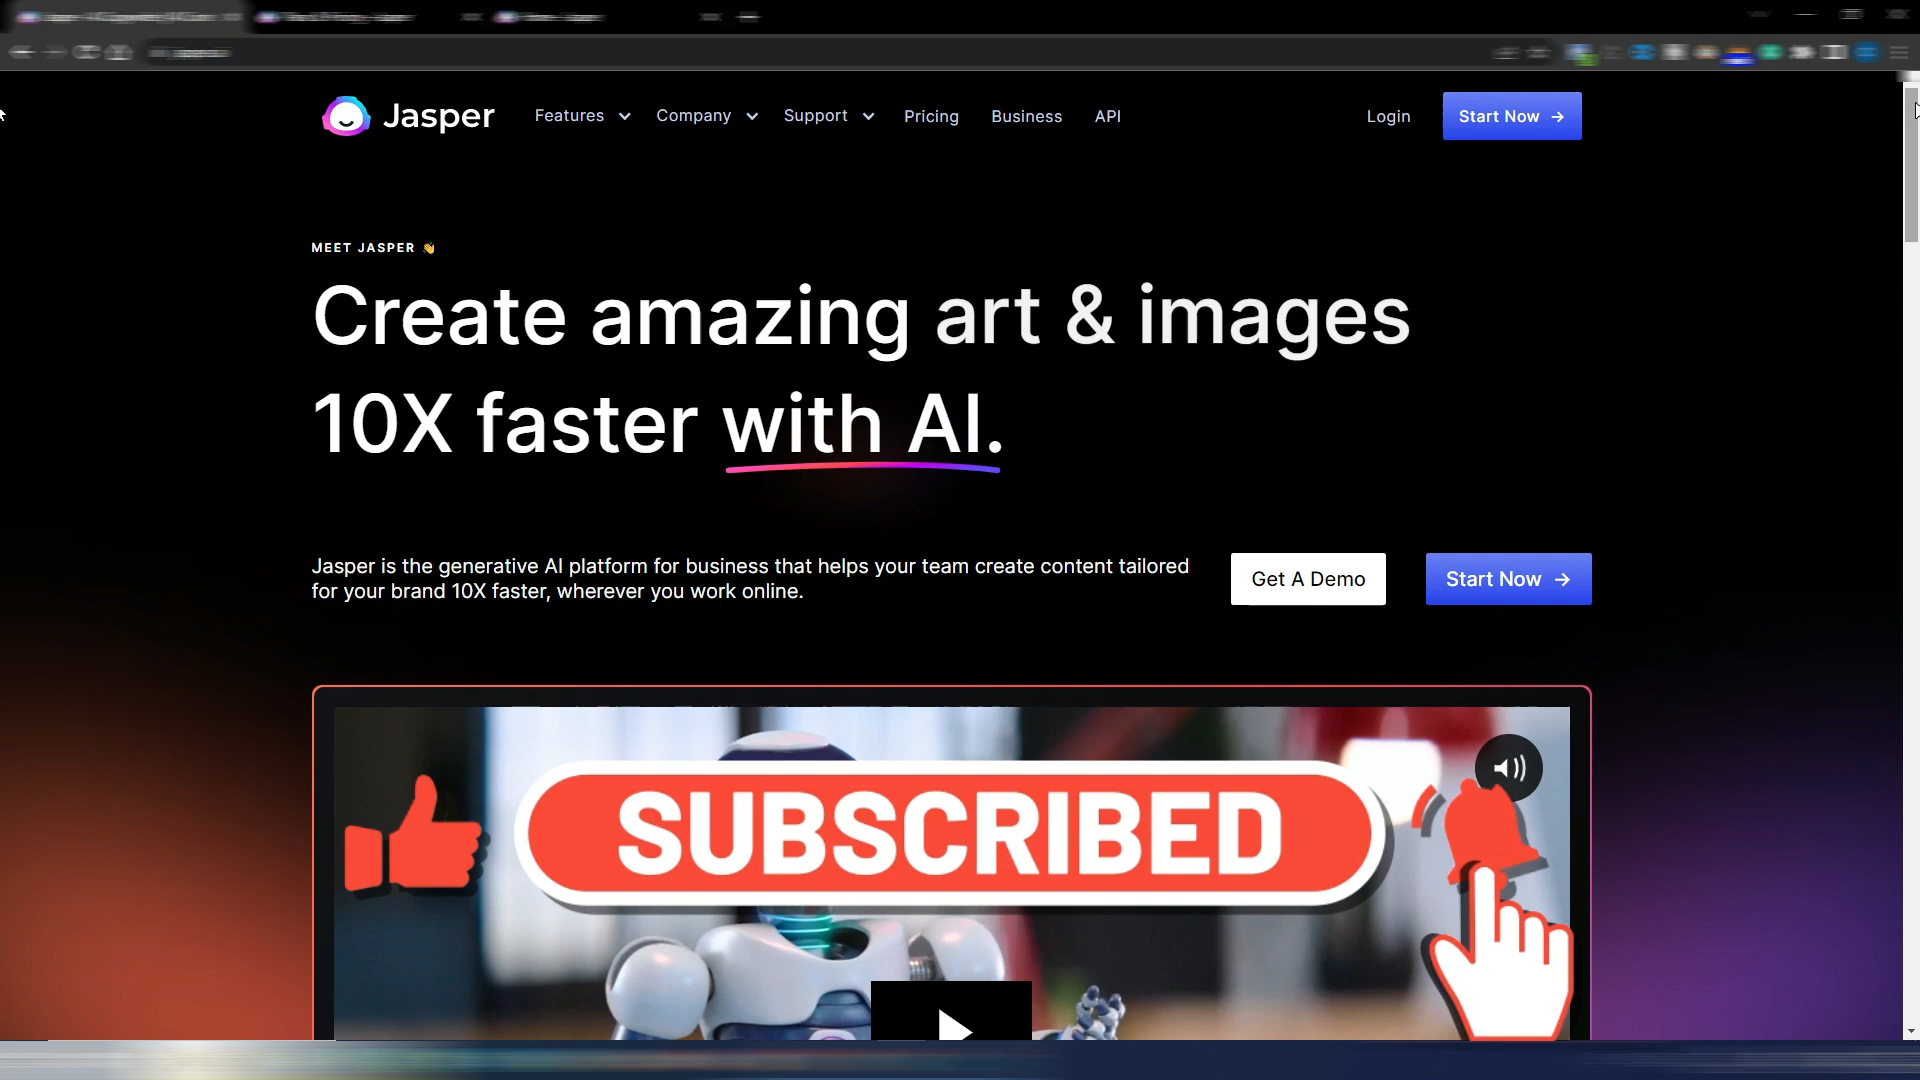 Jasper
Features
Company
Support
Pricing
Business
API
Login
Start Now
MEET JASPER
Create amazing art & images
10X faster with AI.
Jasper is the generative AI platform for business that helps your team create content tailored
for your brand 10X faster, wherever you work online.
Get A Demo
Start Now
SUBSCRIBED